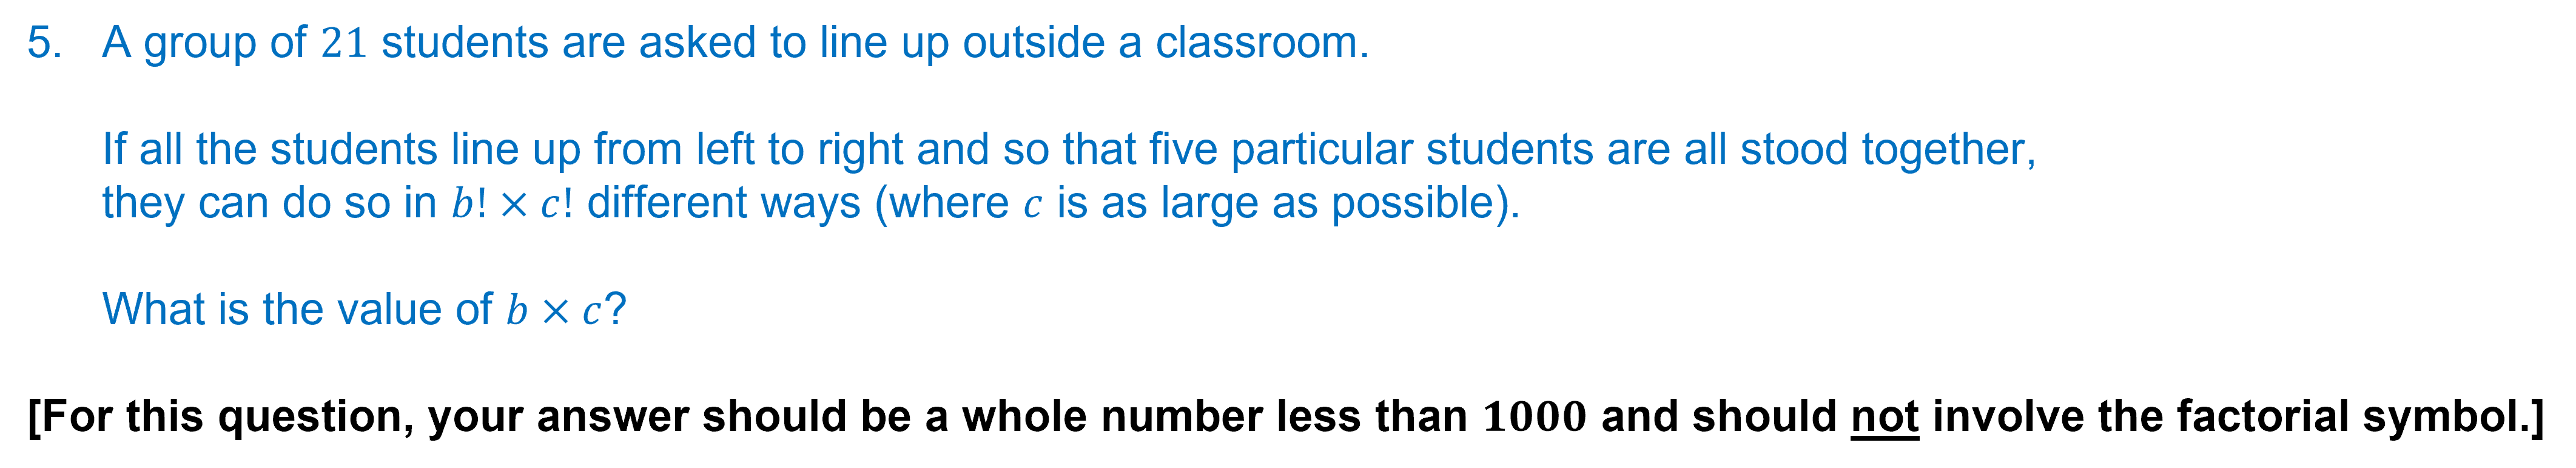 5. A group of 21 students are asked to line up outside a classroom.
If all the students line up from left to right and so that five particular students are all stood together,
they can do so in b! × c! different ways (where c is as large as possible).
What is the value of b × c?
[For this question, your answer should be a whole number less than 1000 and should not involve the factorial symbol.]